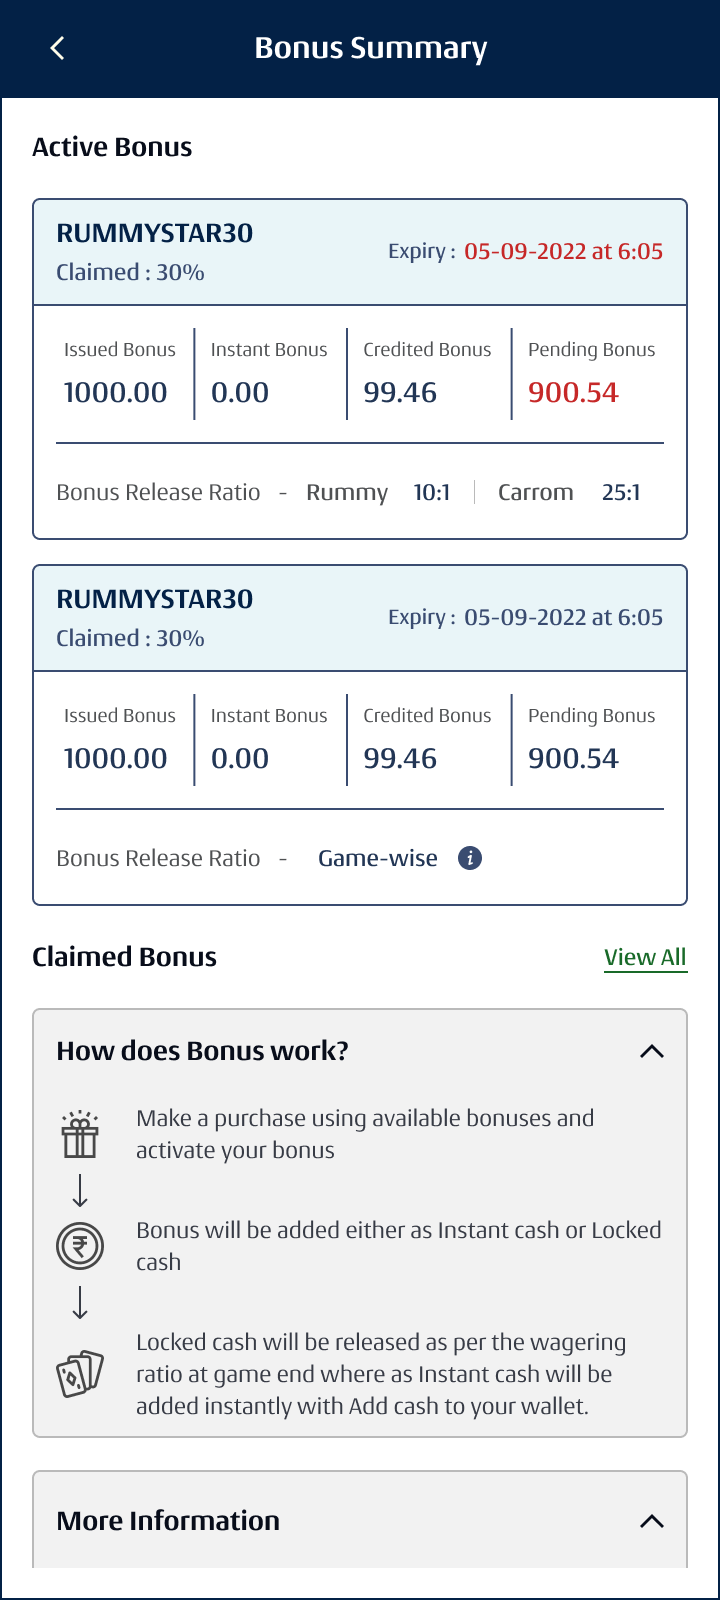 Bonus Summary
Active Bonus
RUMMYSTAR30
Claimed : 30%
Expiry : 05-09-2022 at 6:05
Issued Bonus Instant Bonus Credited Bonus Pending Bonus
1000.00 0.00 99.46 900.54
Bonus Release Ratio - Rummy 10:1 Carrom 25:1
RUMMYSTAR30
Claimed : 30%
Expiry : 05-09-2022 at 6:05
Issued Bonus Instant Bonus Credited Bonus Pending Bonus
1000.00 0.00 99.46 900.54
Bonus Release Ratio - Game-wise i
Claimed Bonus View All
How does Bonus work?
Make a purchase using available bonuses and
activate your bonus
₹
Bonus will be added either as Instant cash or Locked
cash
Locked cash will be released as per the wagering
ratio at game end where as Instant cash will be
added instantly with Add cash to your wallet.
More Information